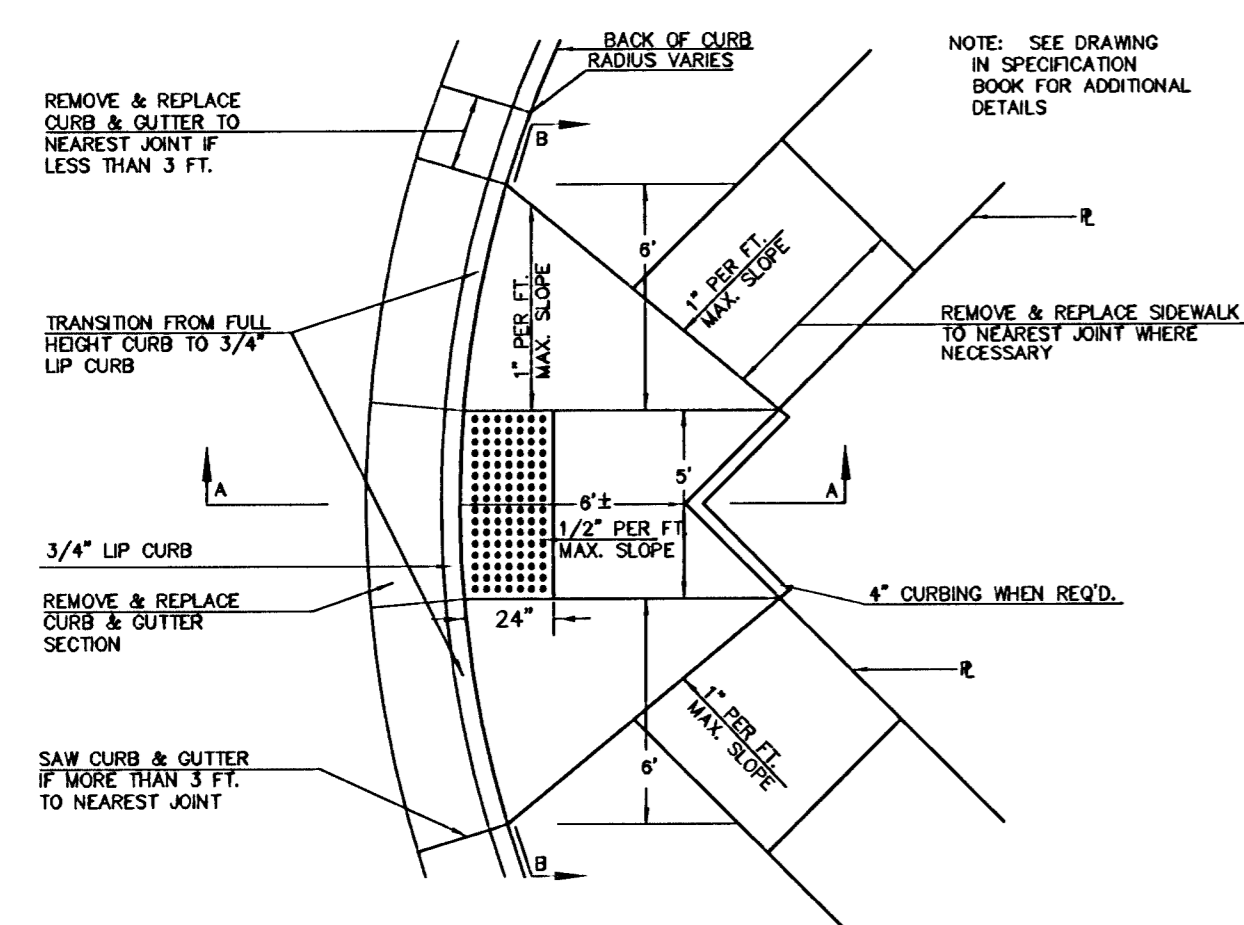 BACK OF CURB
RADIUS VARIES
NOTE: SEE DRAWING
IN SPECIFICATION
BOOK FOR ADDITIONAL
DETAILS
REMOVE & REPLACE
CURB & GUTTER TO
NEAREST JOINT IF
LESS THAN 3 FT.
B
6'
1" PER FT.
MAX. SLOPE
1" PER FT.
MAX. SLOPE
PL
REMOVE & REPLACE SIDEWALK
TO NEAREST JOINT WHERE
NECESSARY
TRANSITION FROM FULL
HEIGHT CURB TO 3/4"
LIP CURB
A
5'
A
6'±
1/2" PER FT
MAX. SLOPE
3/4" LIP CURB
REMOVE & REPLACE
CURB & GUTTER
SECTION
24"
4" CURBING WHEN REQ'D.
PL
1" PER FT.
MAX. SLOPE
6'
SAW CURB & GUTTER
IF MORE THAN 3 FT.
TO NEAREST JOINT
B